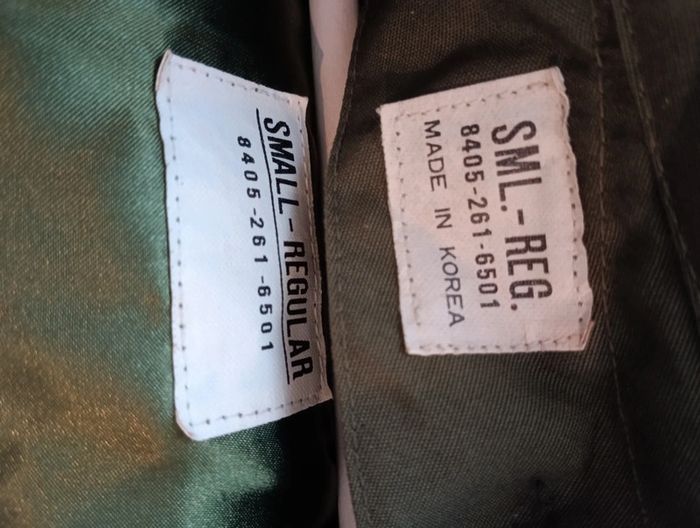 SMALL-REGULAR
8405-261-6501
SML.-REG.
8405-261-6501
MADE IN KOREA